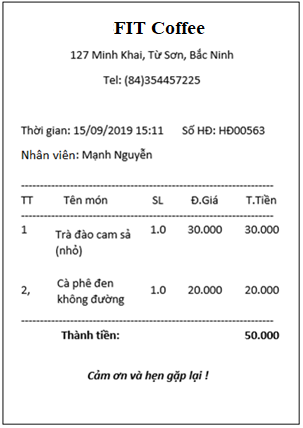 FIT Coffee
127 Minh Khai, Từ Sơn, Bắc Ninh
Tel: (84)354457225
Thời gian: 15/09/2019 15:11 Số HĐ: HĐ00563
Nhân viên: Mạnh Nguyễn
TT Tên món SL Đ.Giá T.Tiền
1 Trà đào cam sả 1.0 30.000 30.000
(nhỏ)
2, Cà phê đen 1.0 20.000 20.000
không đường
Thành tiền: 50.000
Cảm ơn và hẹn gặp lại !